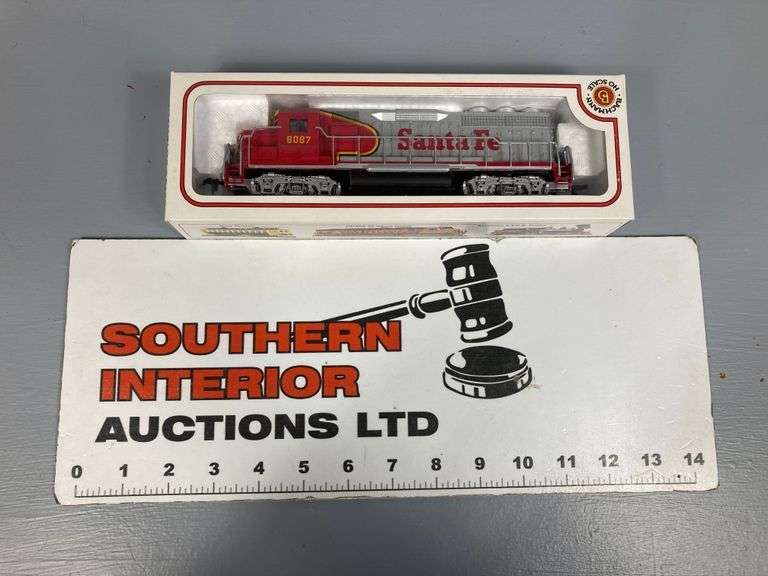 BACHMANN
B
HO SCALE
8087
Santa Fe
SOUTHERN
INTERIOR
AUCTIONS LTD
0 1 2 3 4 5 6 7 8 9 10 11 12 13 14